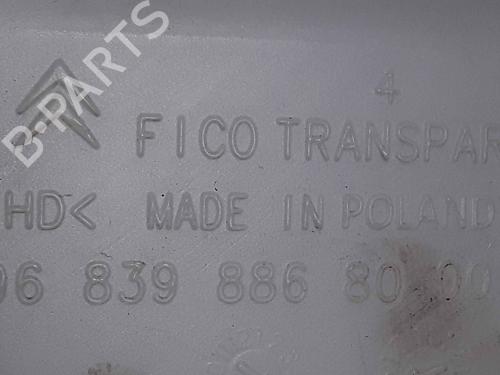 B-PARTS
4
FICO TRANSPAR
HD< MADE IN POLAND
96 839 886 80 00